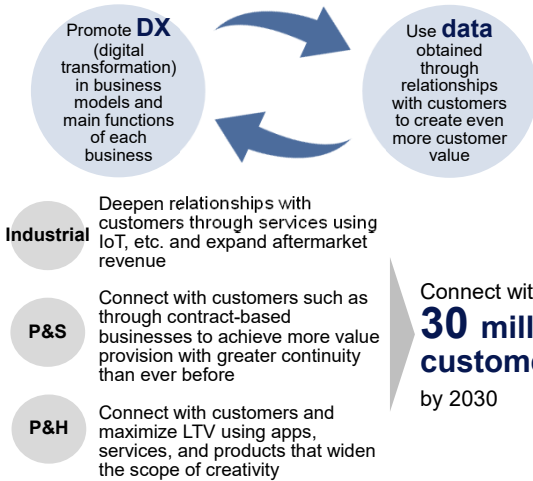 Promote DX
(digital
transformation)
in business
models and
main functions
of each
business
Use data
obtained
through
relationships
with customers
to create even
more customer
value
Industrial
Deepen relationships with
customers through services using
IoT, etc. and expand aftermarket
revenue
P&S
Connect with customers such as
through contract-based
businesses to achieve more value
provision with greater continuity
than ever before
P&H
Connect with customers and
maximize LTV using apps,
services, and products that widen
the scope of creativity
Connect wit
30 mill
custome
by 2030